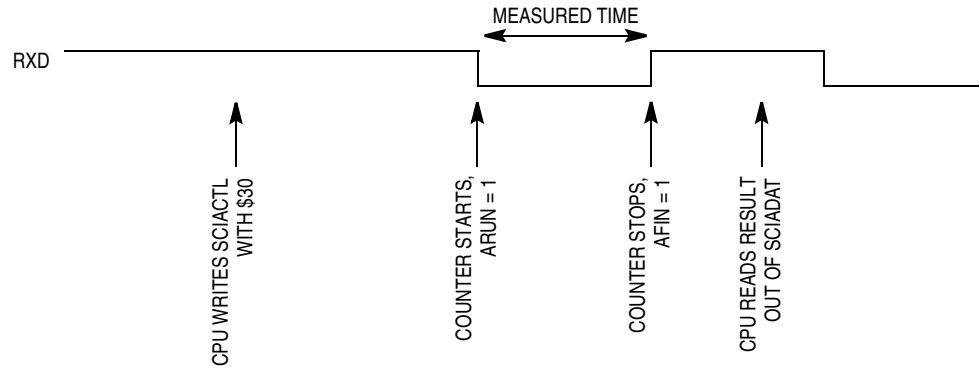 MEASURED TIME
RXD
CPU WRITES SCIACTL
WITH $30
COUNTER STARTS,
ARUN = 1
COUNTER STOPS,
AFIN = 1
CPU READS RESULT
OUT OF SCIADAT